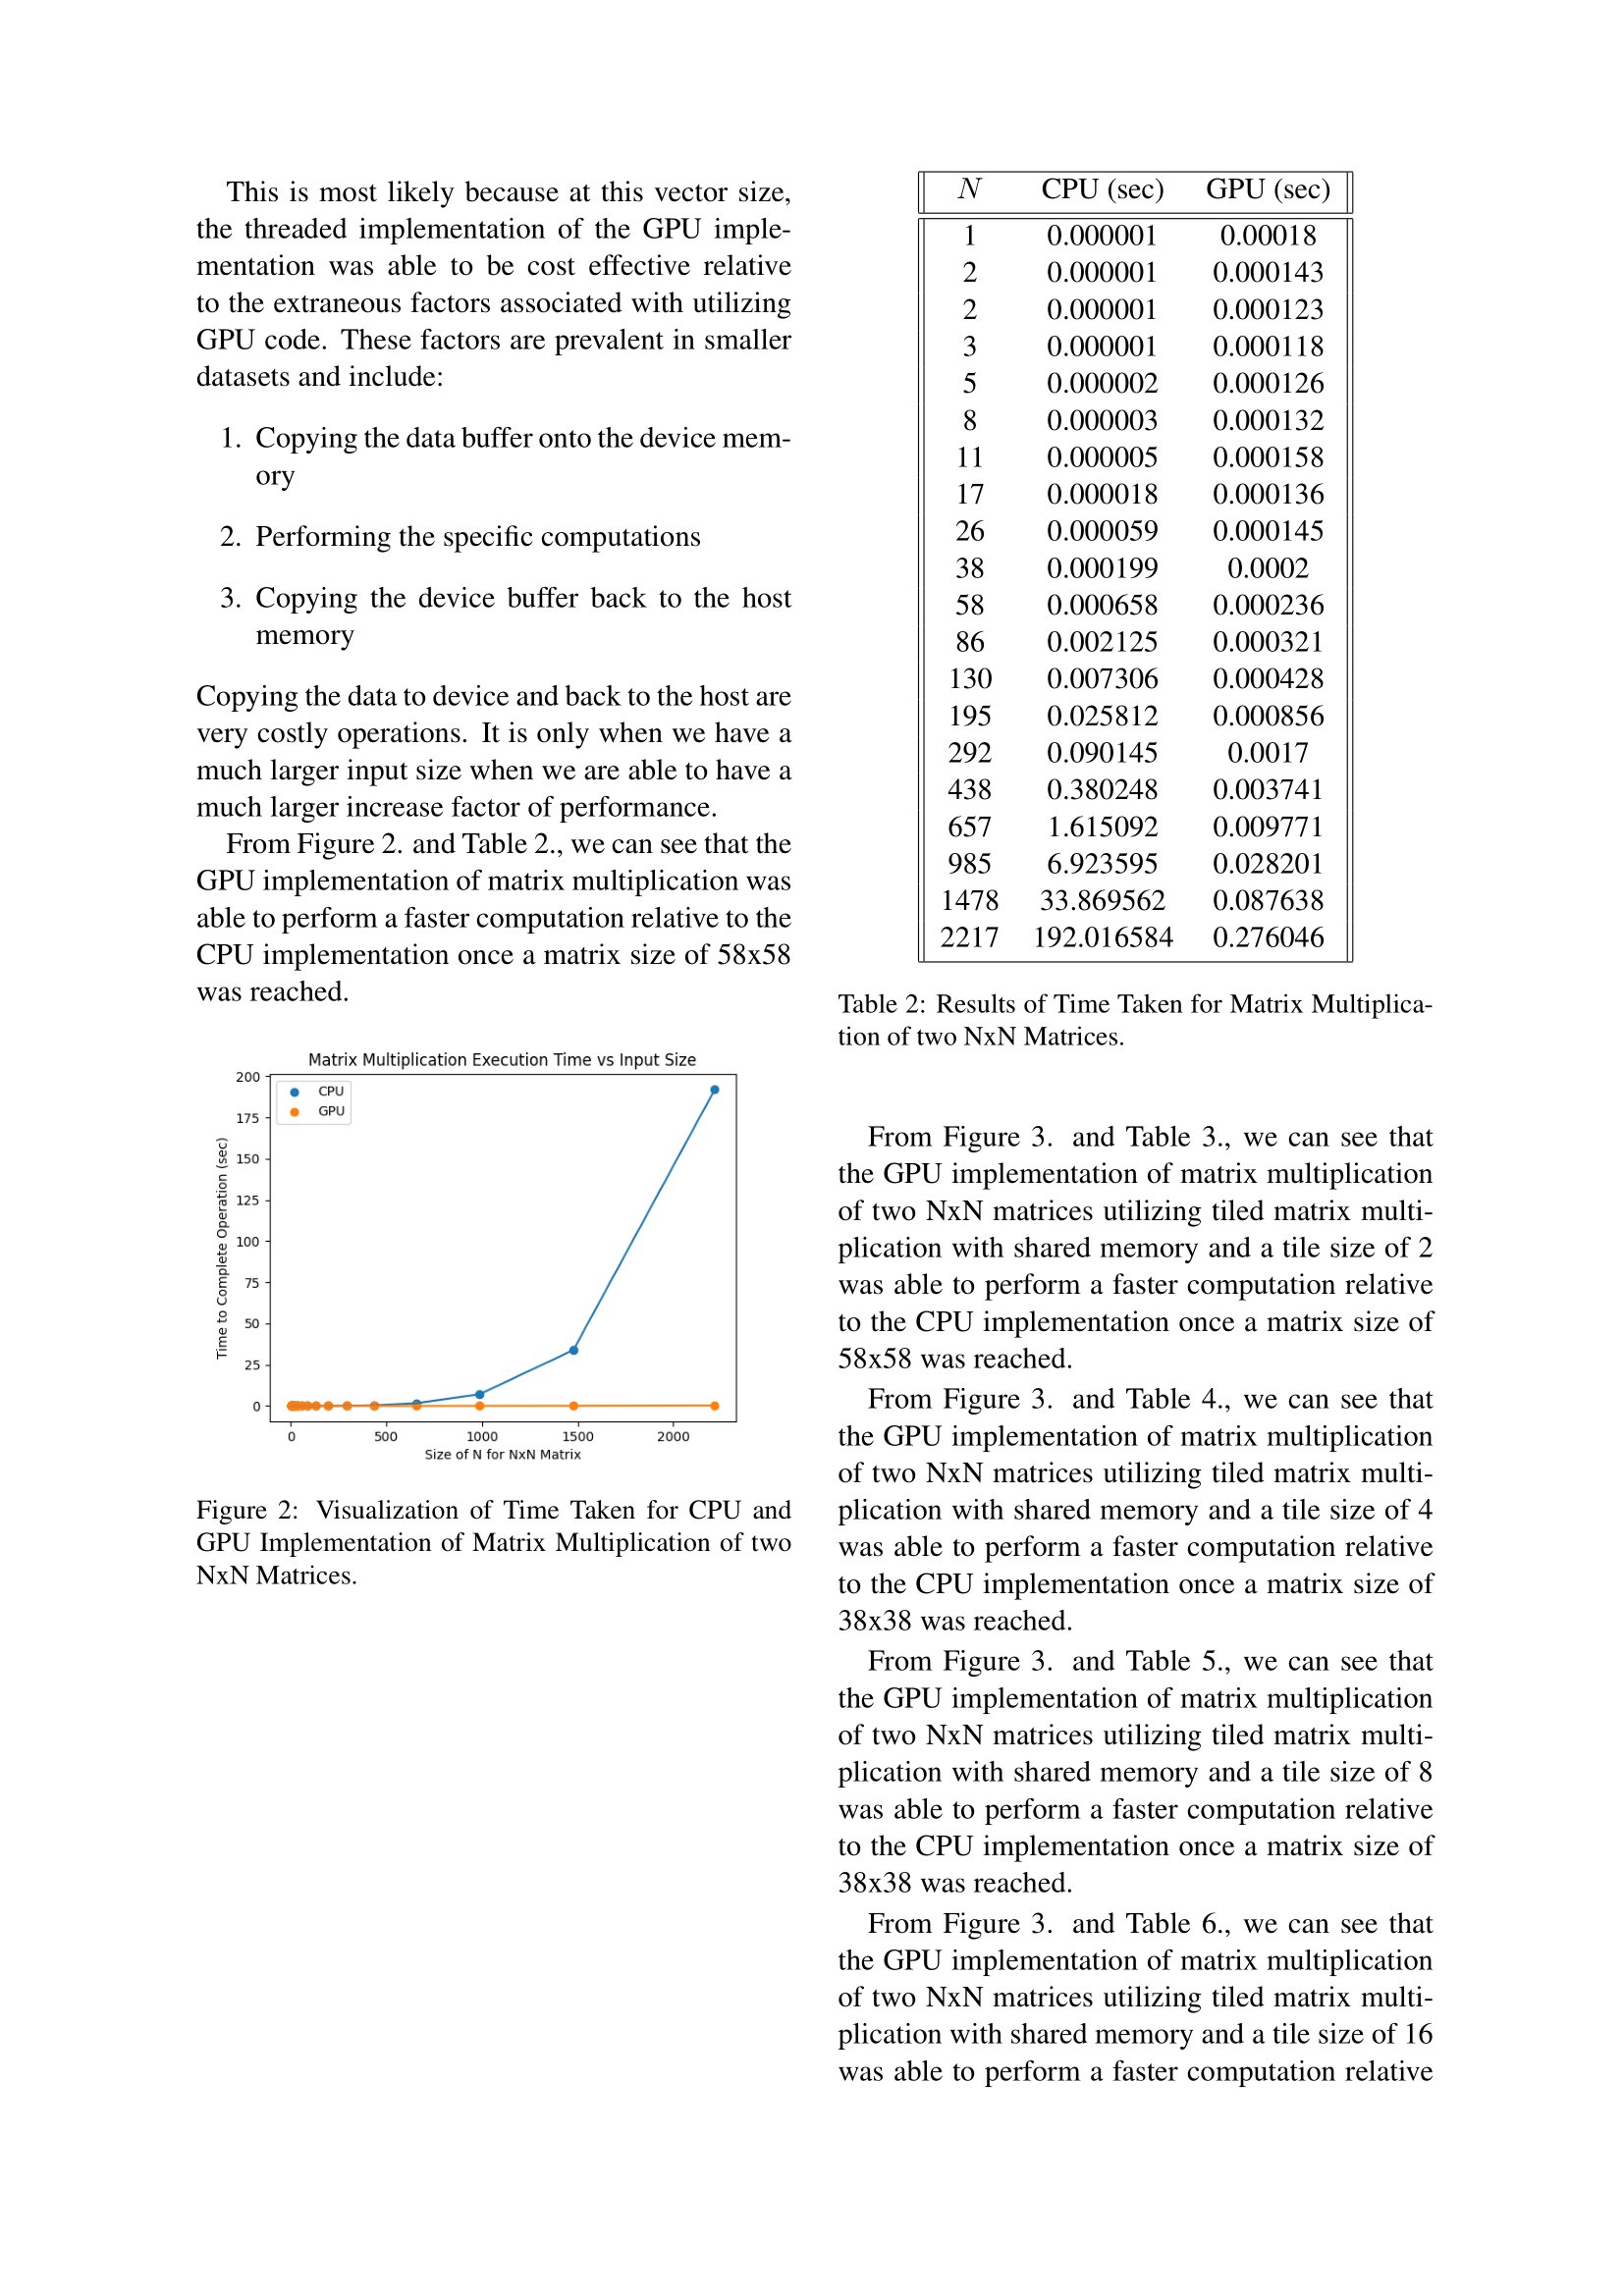 This is most likely because at this vector size,
the threaded implementation of the GPU imple-
mentation was able to be cost effective relative
to the extraneous factors associated with utilizing
GPU code. These factors are prevalent in smaller
datasets and include:
1. Copying the data buffer onto the device mem-
ory
2. Performing the specific computations
3. Copying the device buffer back to the host
memory
Copying the data to device and back to the host are
very costly operations. It is only when we have a
much larger input size when we are able to have a
much larger increase factor of performance.
From Figure 2. and Table 2., we can see that the
GPU implementation of matrix multiplication was
able to perform a faster computation relative to the
CPU implementation once a matrix size of 58x58
was reached.
Matrix Multiplication Execution Time vs Input Size
CPU
GPU
Time to Complete Operation (sec)
200
175
150
125
100
75
50
25
0
0 500 1000 1500 2000
Size of N for NxN Matrix
Figure 2: Visualization of Time Taken for CPU and
GPU Implementation of Matrix Multiplication of two
NxN Matrices.
N CPU (sec) GPU (sec)
1 0.000001 0.00018
2 0.000001 0.000143
2 0.000001 0.000123
3 0.000001 0.000118
5 0.000002 0.000126
8 0.000003 0.000132
11 0.000005 0.000158
17 0.000018 0.000136
26 0.000059 0.000145
38 0.000199 0.0002
58 0.000658 0.000236
86 0.002125 0.000321
130 0.007306 0.000428
195 0.025812 0.000856
292 0.090145 0.0017
438 0.380248 0.003741
657 1.615092 0.009771
985 6.923595 0.028201
1478 33.869562 0.087638
2217 192.016584 0.276046
Table 2: Results of Time Taken for Matrix Multiplica-
tion of two NxN Matrices.
From Figure 3. and Table 3., we can see that
the GPU implementation of matrix multiplication
of two NxN matrices utilizing tiled matrix multi-
plication with shared memory and a tile size of 2
was able to perform a faster computation relative
to the CPU implementation once a matrix size of
58x58 was reached.
From Figure 3. and Table 4., we can see that
the GPU implementation of matrix multiplication
of two NxN matrices utilizing tiled matrix multi-
plication with shared memory and a tile size of 4
was able to perform a faster computation relative
to the CPU implementation once a matrix size of
38x38 was reached.
From Figure 3. and Table 5., we can see that
the GPU implementation of matrix multiplication
of two NxN matrices utilizing tiled matrix multi-
plication with shared memory and a tile size of 8
was able to perform a faster computation relative
to the CPU implementation once a matrix size of
38x38 was reached.
From Figure 3. and Table 6., we can see that
the GPU implementation of matrix multiplication
of two NxN matrices utilizing tiled matrix multi-
plication with shared memory and a tile size of 16
was able to perform a faster computation relative